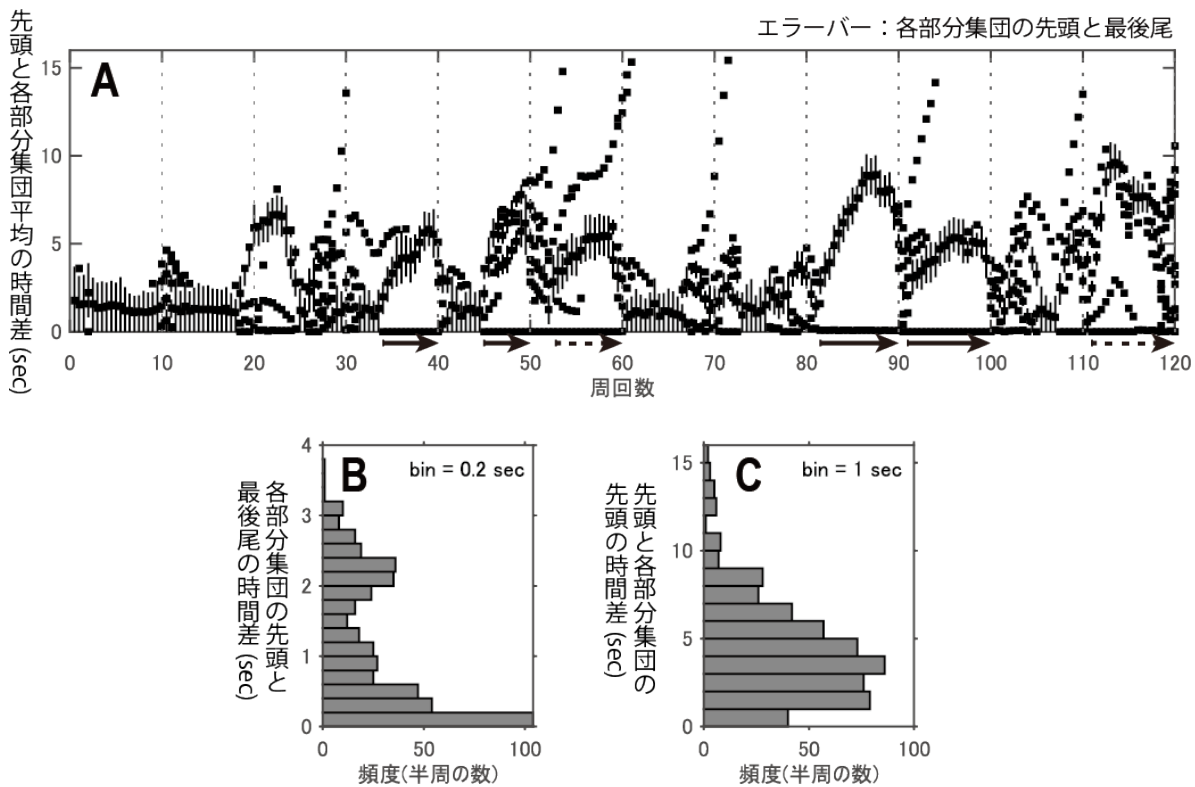 エラーバー：各部分集団の先頭と最後尾
A
先頭と各部分集団平均の時間差(sec)
15
10
5
0
0 10 20 30 40 50 60 70 80 90 100 110 120
周回数
B
bin = 0.2 sec
各部分集団の先頭と
最後尾の時間差(sec)
4
3
2
1
0
0 50 100
頻度(半周の数)
C
bin = 1 sec
先頭と各部分集団の
先頭の時間差(sec)
15
10
5
0
0 50 100
頻度(半周の数)